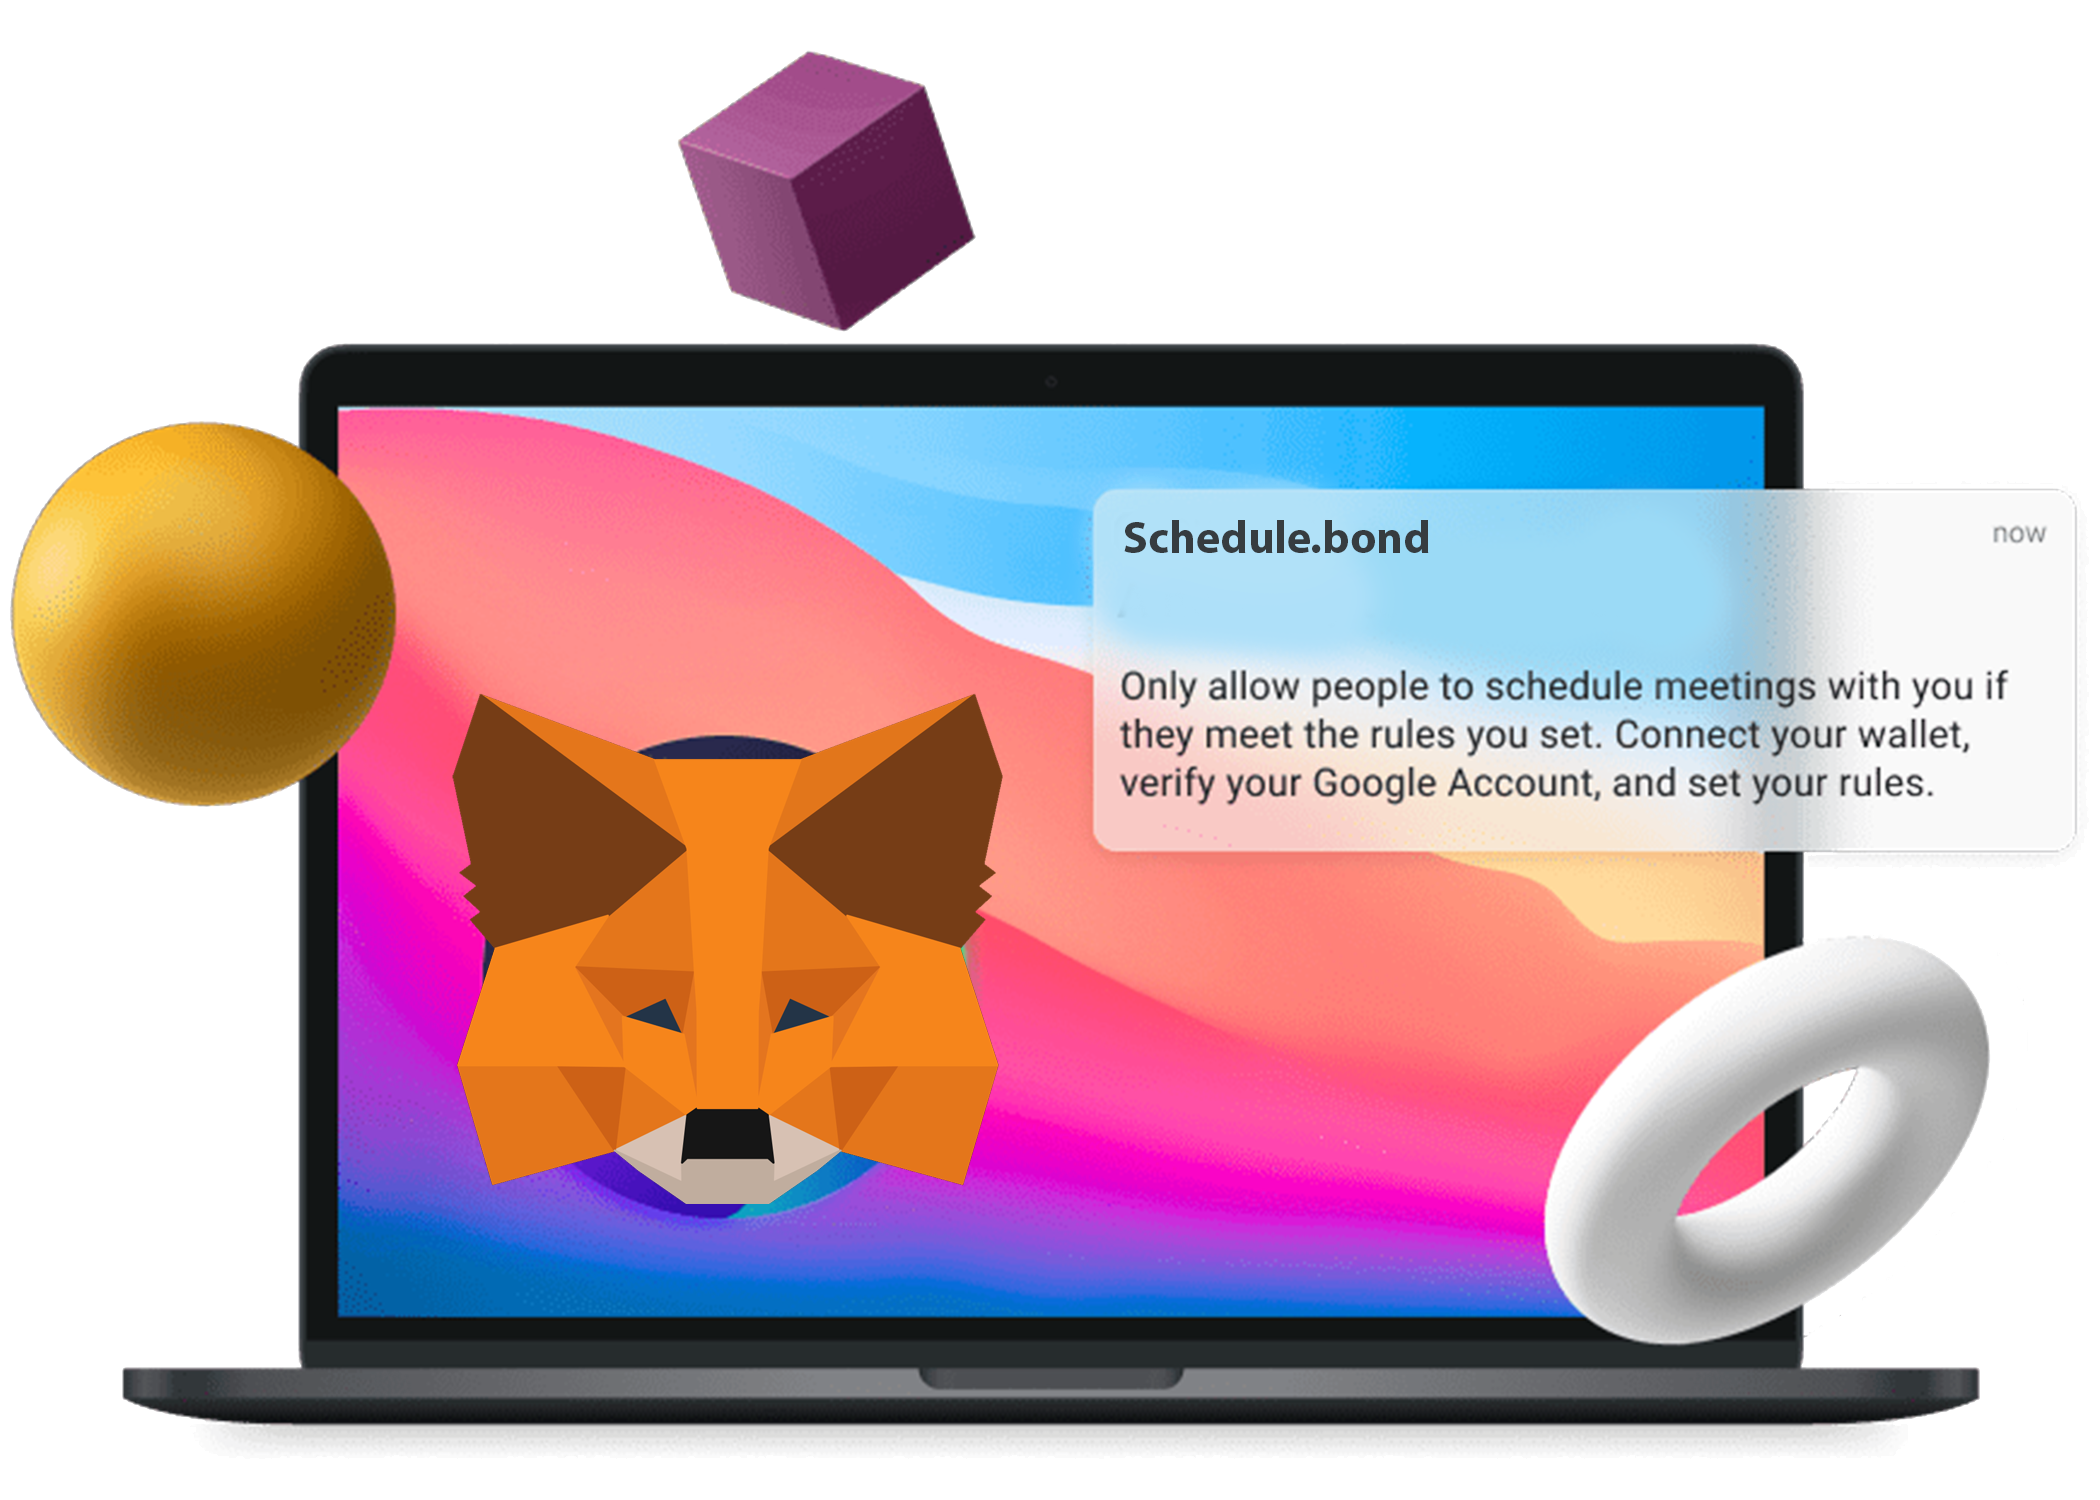 Schedule.bond
now
Only allow people to schedule meetings with you if
they meet the rules you set. Connect your wallet,
verify your Google Account, and set your rules.